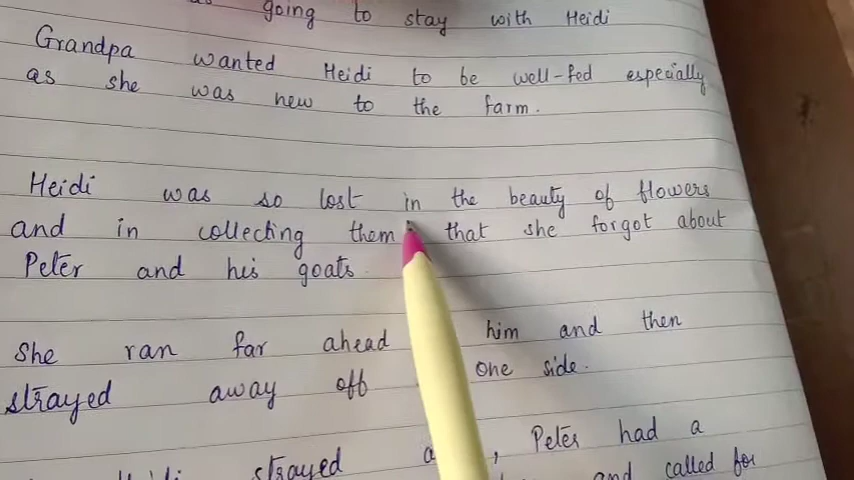 going to stay with Heidi
Grandpa wanted Heidi to be well-fed especially
as she was new to the farm.
Heidi was so lost in the beauty of flowers
and in collecting them that she forgot about
Peter and his goats
She ran far ahead him and then
strayed away off one side.
strayed , Peter had a
and called for